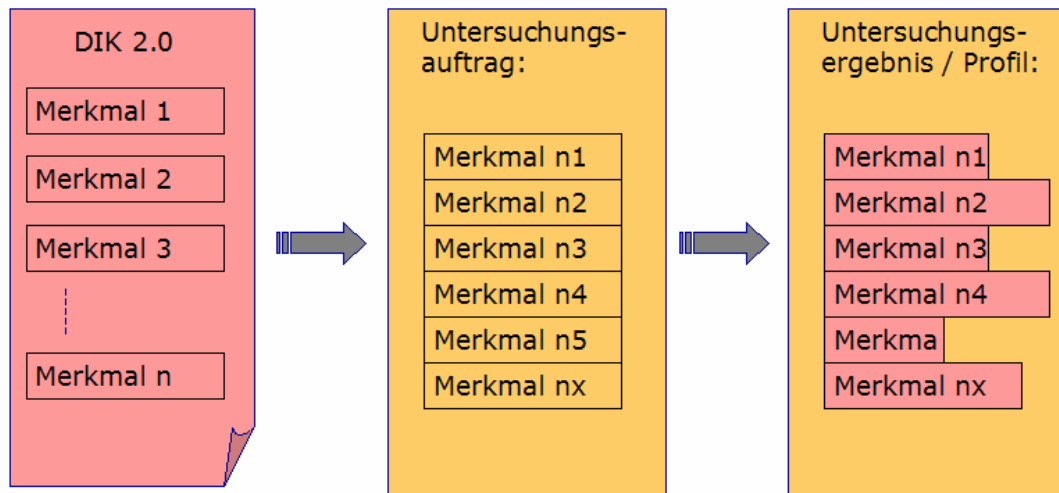 DIK 2.0
Merkmal 1
Merkmal 2
Merkmal 3
Merkmal n
Untersuchungs-
auftrag:
Merkmal n1
Merkmal n2
Merkmal n3
Merkmal n4
Merkmal n5
Merkmal nx
Untersuchungs-
ergebnis / Profil:
Merkmal n1
Merkmal n2
Merkmal n3
Merkmal n4
Merkma
Merkmal nx